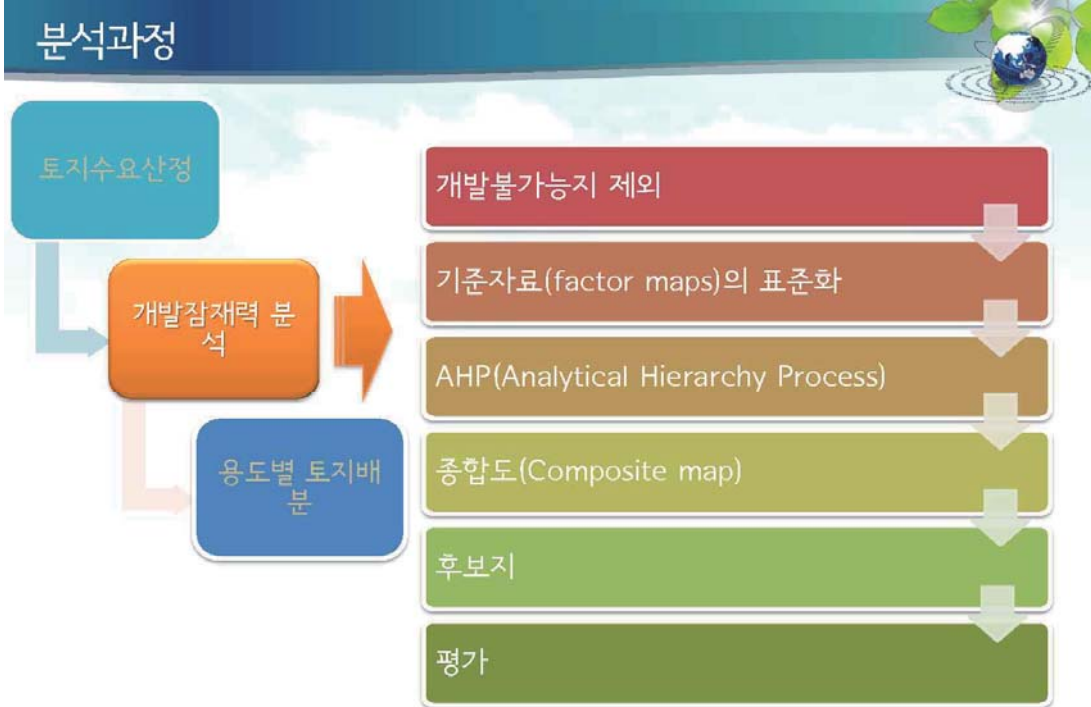 분석과정
토지수요산정
개발잠재력 분
석
용도별 토지배
분
개발불가능지 제외
기준자료(factor maps)의 표준화
AHP(Analytical Hierarchy Process)
종합도(Composite map)
후보지
평가